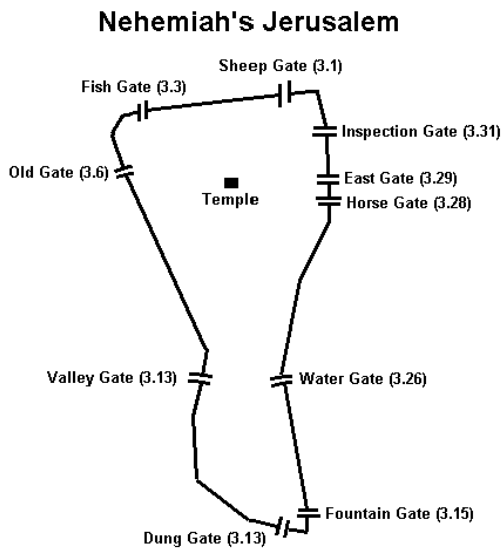 Nehemiah's Jerusalem
Sheep Gate (3.1)
Fish Gate (3.3)
Inspection Gate (3.31)
Old Gate (3.6)
East Gate (3.29)
Temple
Horse Gate (3.28)
Valley Gate (3.13)
Water Gate (3.26)
Fountain Gate (3.15)
Dung Gate (3.13)